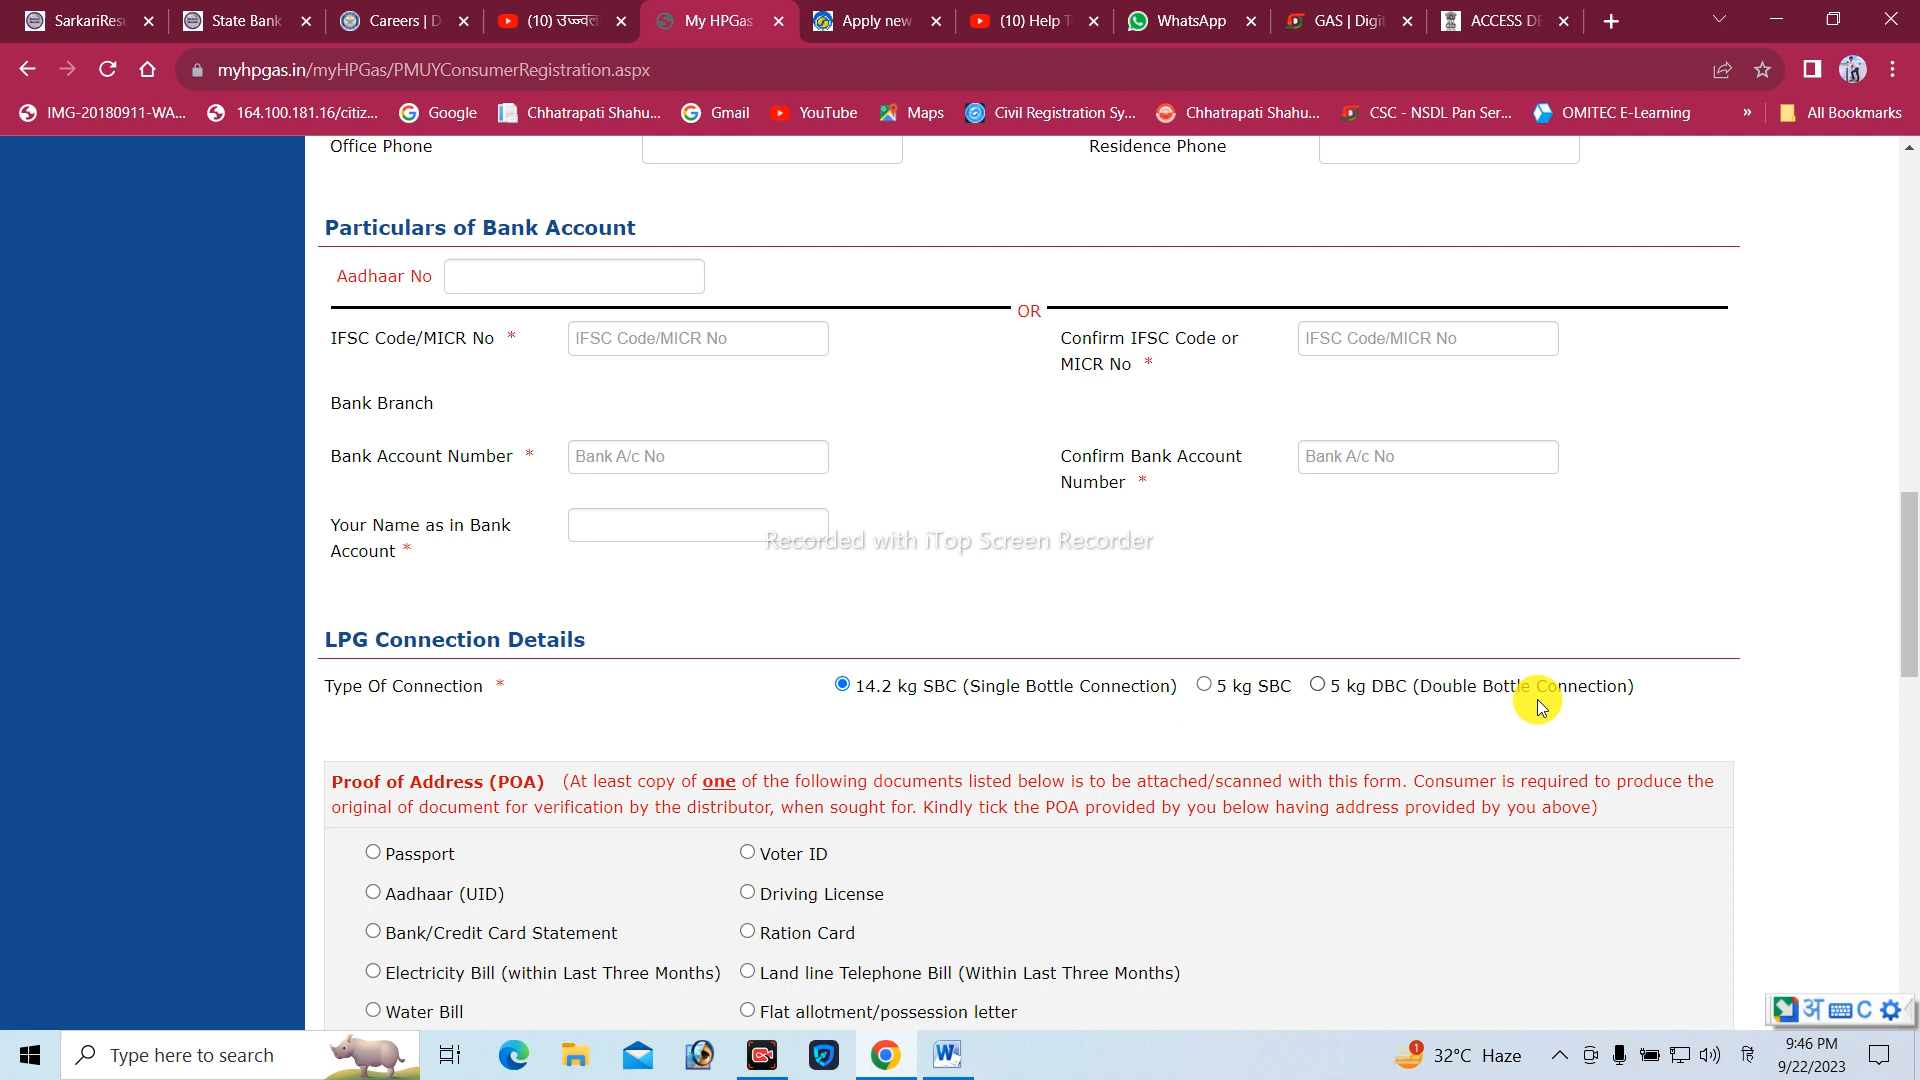 SarkariRes
State Bank
Careers | D
(10) उज्ज्वल
My HPGas
Apply new
(10) Help T
WhatsApp
GAS | Digit
ACCESS DE
myhpgas.in/myHPGas/PMUYConsumerRegistration.aspx
IMG-20180911-WA...
164.100.181.16/citiz...
Google
Chhatrapati Shahu...
Gmail
YouTube
Maps
Civil Registration Sy...
Chhatrapati Shahu...
CSC - NSDL Pan Ser...
OMITEC E-Learning
»
All Bookmarks
Office Phone
Residence Phone
Particulars of Bank Account
Aadhaar No
OR
IFSC Code/MICR No *
IFSC Code/MICR No
Confirm IFSC Code or
MICR No *
IFSC Code/MICR No
Bank Branch
Bank Account Number *
Bank A/c No
Confirm Bank Account
Number *
Bank A/c No
Your Name as in Bank
Account *
Recorded with iTop Screen Recorder
LPG Connection Details
Type Of Connection *
14.2 kg SBC (Single Bottle Connection)
5 kg SBC
5 kg DBC (Double Bottle Connection)
Proof of Address (POA) (At least copy of one of the following documents listed below is to be attached/scanned with this form. Consumer is required to produce the
original of document for verification by the distributor, when sought for. Kindly tick the POA provided by you below having address provided by you above)
Passport
Voter ID
Aadhaar (UID)
Driving License
Bank/Credit Card Statement
Ration Card
Electricity Bill (within Last Three Months)
Land line Telephone Bill (Within Last Three Months)
Water Bill
Flat allotment/possession letter
अ
C
Type here to search
1
32°C Haze
हि
9:46 PM
9/22/2023